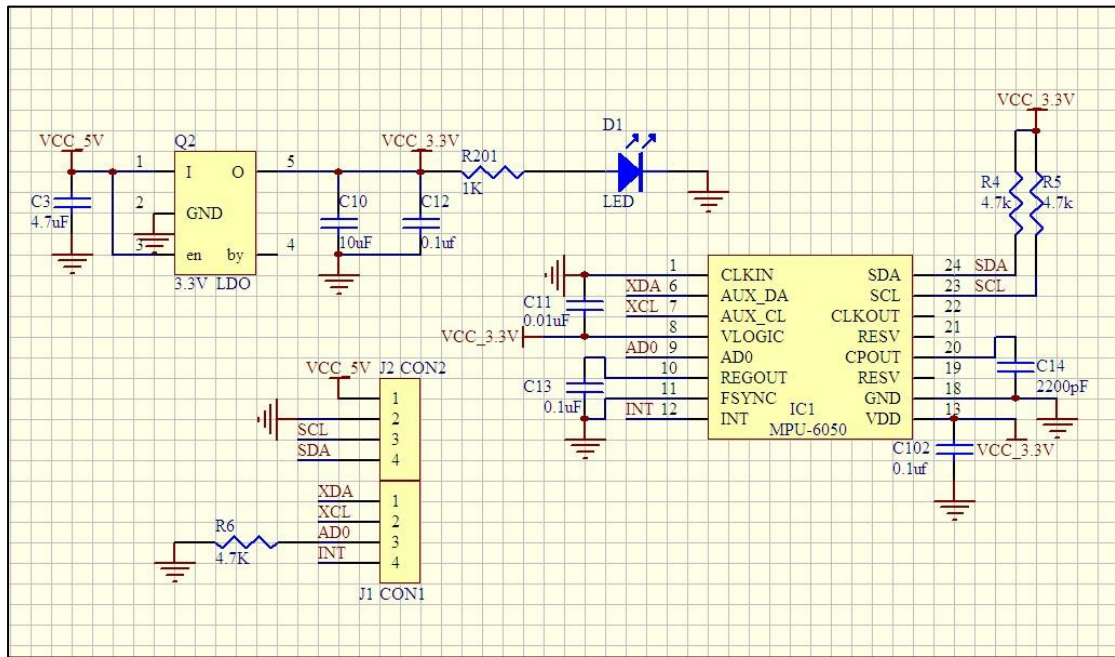 VCC_5V
Q2
1
I
O
5
C3
4.7uF
2
GND
3
en
by
4
3.3V LDO
VCC_3.3V
R201
1K
C10
10uF
C12
0.1uf
D1
LED
VCC_3.3V
R4
4.7k
R5
4.7k
1
CLKIN
SDA
24
SDA
XDA
6
AUX_DA
SCL
23
SCL
XCL
7
AUX_CL
CLKOUT
22
C11
0.01uF
VCC_3.3V
8
VLOGIC
RESV
21
AD0
9
AD0
CPOUT
20
10
REGOUT
RESV
19
C13
0.1uF
11
FSYNC
GND
18
INT
12
INT
VDD
13
IC1
MPU-6050
C14
2200pF
C102
0.1uf
VCC_3.3V
VCC_5V
J2 CON2
1
2
SCL
3
SDA
4
XDA
1
XCL
2
R6
4.7K
AD0
3
INT
4
J1 CON1